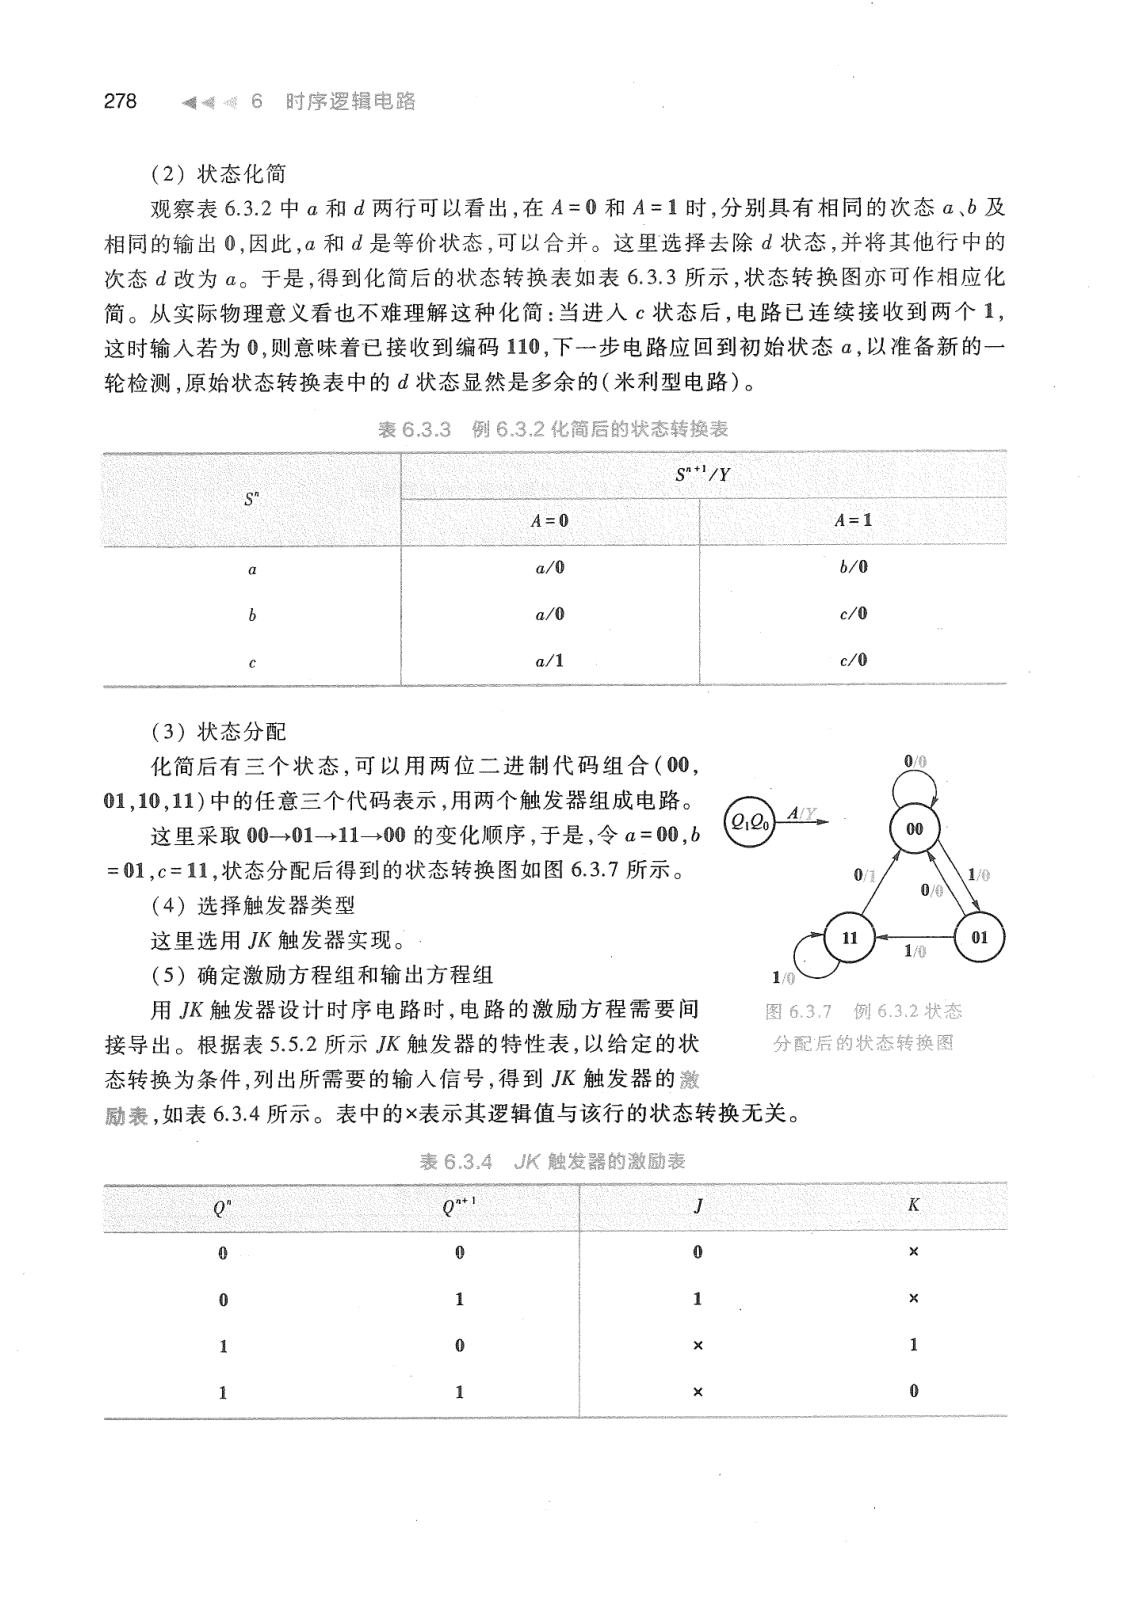 278 6 时序逻辑电路
(2) 状态化简
观察表 6.3.2 中 a 和 d 两行可以看出,在 A=0 和 A=1 时,分别具有相同的次态 a、b 及
相同的输出 0,因此,a 和 d 是等价状态,可以合并。这里选择去除 d 状态,并将其他行中的
次态 d 改为 a。于是,得到化简后的状态转换表如表 6.3.3 所示,状态转换图亦可作相应化
简。从实际物理意义看也不难理解这种化简:当进入 c 状态后,电路已连续接收到两个 1,
这时输入若为 0,则意味着已接收到编码 110,下一步电路应回到初始状态 a,以准备新的一
轮检测,原始状态转换表中的 d 状态显然是多余的(米利型电路)。
表 6.3.3 例 6.3.2 化简后的状态转换表
Sⁿ
Sⁿ⁺¹/Y
A=0 A=1
a a/0 b/0
b a/0 c/0
c a/1 c/0
(3) 状态分配
化简后有三个状态,可以用两位二进制代码组合(00,
01,10,11)中的任意三个代码表示,用两个触发器组成电路。
这里采取 00→01→11→00 的变化顺序,于是,令 a=00,b
=01,c=11,状态分配后得到的状态转换图如图 6.3.7 所示。
(4) 选择触发器类型
这里选用 JK 触发器实现。
(5) 确定激励方程组和输出方程组
用 JK 触发器设计时序电路时,电路的激励方程需要间
接导出。根据表 5.5.2 所示 JK 触发器的特性表,以给定的状
态转换为条件,列出所需要的输入信号,得到 JK 触发器的激
励表,如表 6.3.4 所示。表中的×表示其逻辑值与该行的状态转换无关。
0/0
Q₁Q₀ A/Y 00
0/1 0/0 1/0
11 1/0 01
1/0
图 6.3.7 例 6.3.2 状态
分配后的状态转换图
表 6.3.4 JK 触发器的激励表
Qⁿ Qⁿ⁺¹ J K
0 0 0 ×
0 1 1 ×
1 0 × 1
1 1 × 0